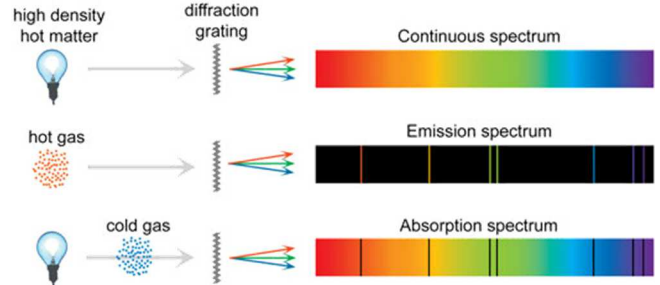 high density
hot matter
diffraction
grating
Continuous spectrum
hot gas
Emission spectrum
cold gas
Absorption spectrum